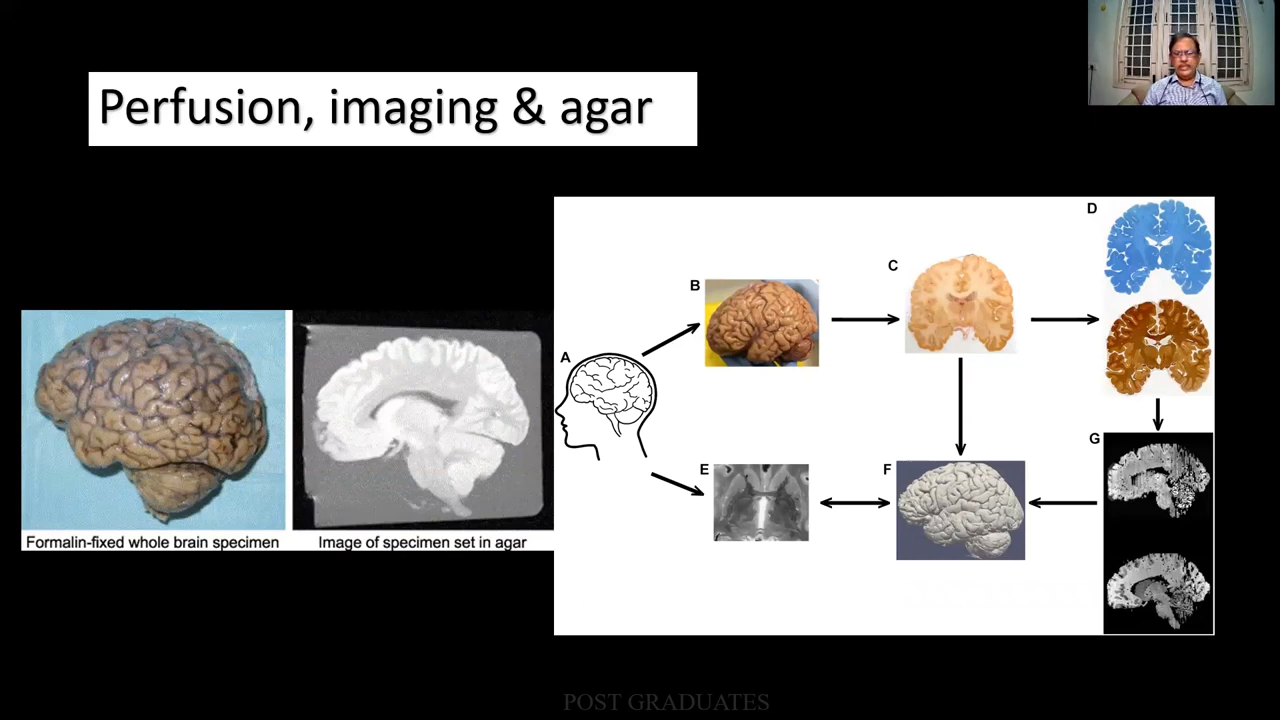 Perfusion, imaging & agar
A
B
C
D
E
F
G
Formalin-fixed whole brain specimen
Image of specimen set in agar
POST GRADUATES